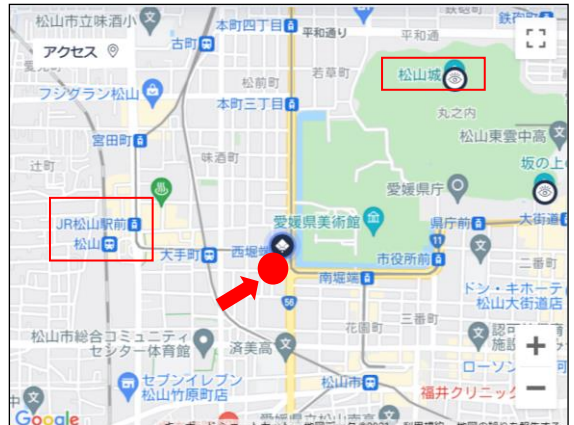 松山市立味酒小
本町四丁目
平和通り
鉄砲町
古町
平和通
アクセス
松山城
若草町
松前町
フジグラン松山
本町三丁目
丸之内
宮田町
松山東雲中高
味酒町
辻町
坂の上の
愛媛県庁
JR松山駅前
愛媛県美術館
県庁前
大街道
松山
大手町
西堀端
11
市役所前
二番町
南堀端
ドン・キホーテ
松山大街道店
56
三番町
花園町
松山市総合コミュニティ
センター体育館
済美高
ローソン
セブンイレブン
松山竹原町店
松山市
福井クリニック
Google